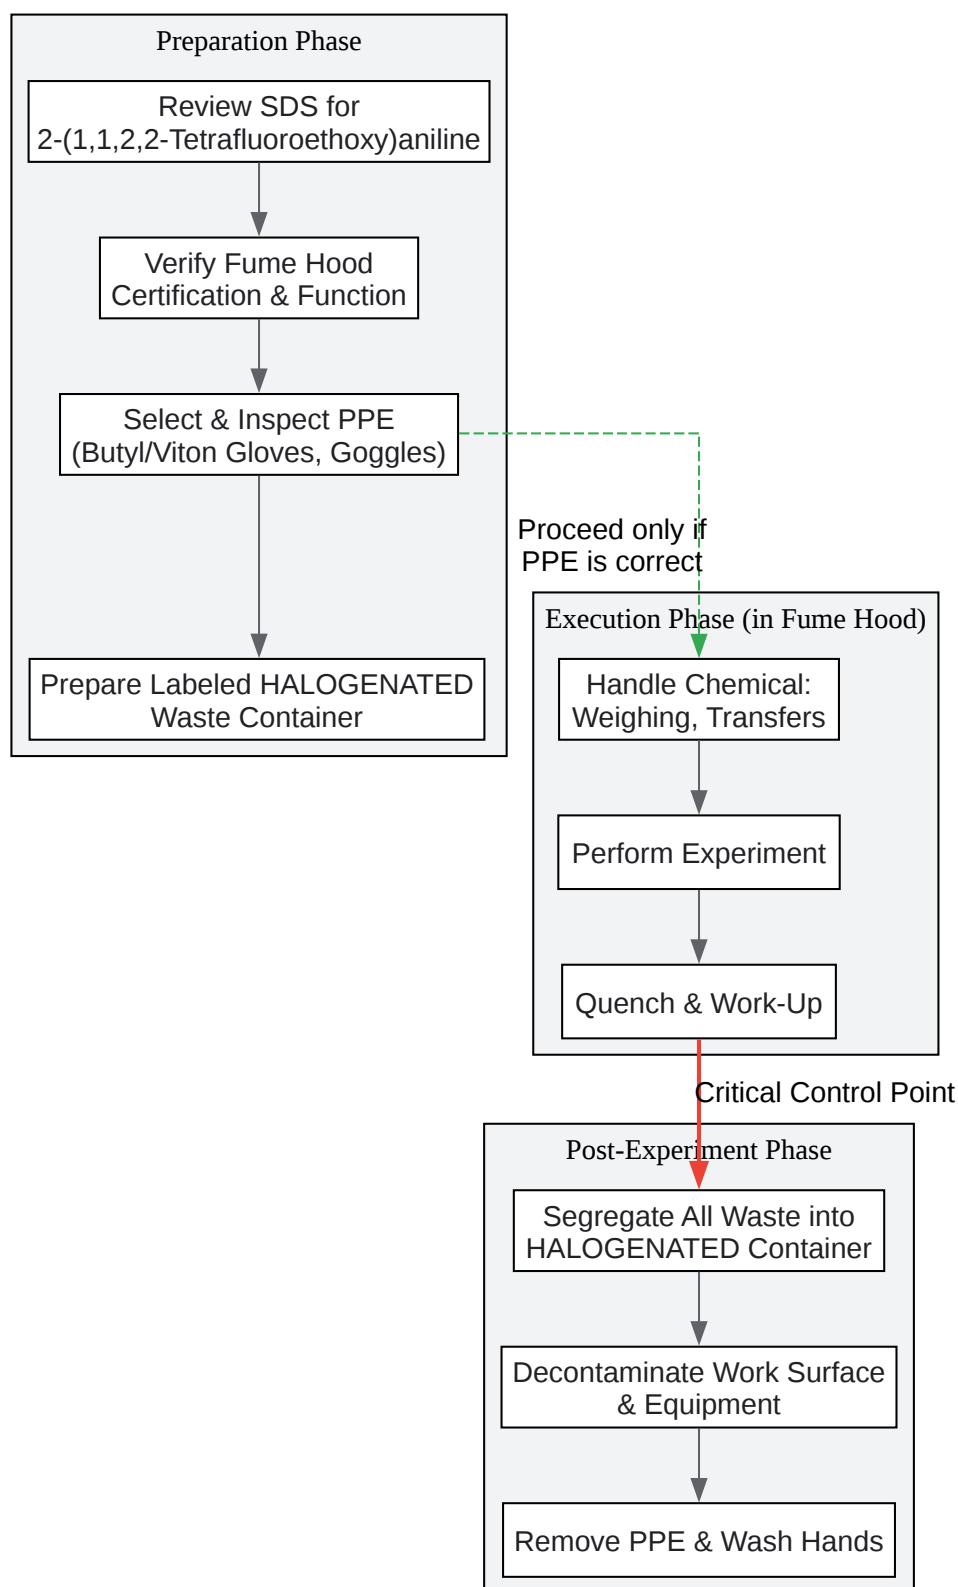 Preparation Phase
Review SDS for
2-(1,1,2,2-Tetrafluoroethoxy)aniline
Verify Fume Hood
Certification & Function
Select & Inspect PPE
(Butyl/Viton Gloves, Goggles)
Proceed only if
PPE is correct
Prepare Labeled HALOGENATED
Waste Container
Execution Phase (in Fume Hood)
Handle Chemical:
Weighing, Transfers
Perform Experiment
Quench & Work-Up
Critical Control Point
Post-Experiment Phase
Segregate All Waste into
HALOGENATED Container
Decontaminate Work Surface
& Equipment
Remove PPE & Wash Hands